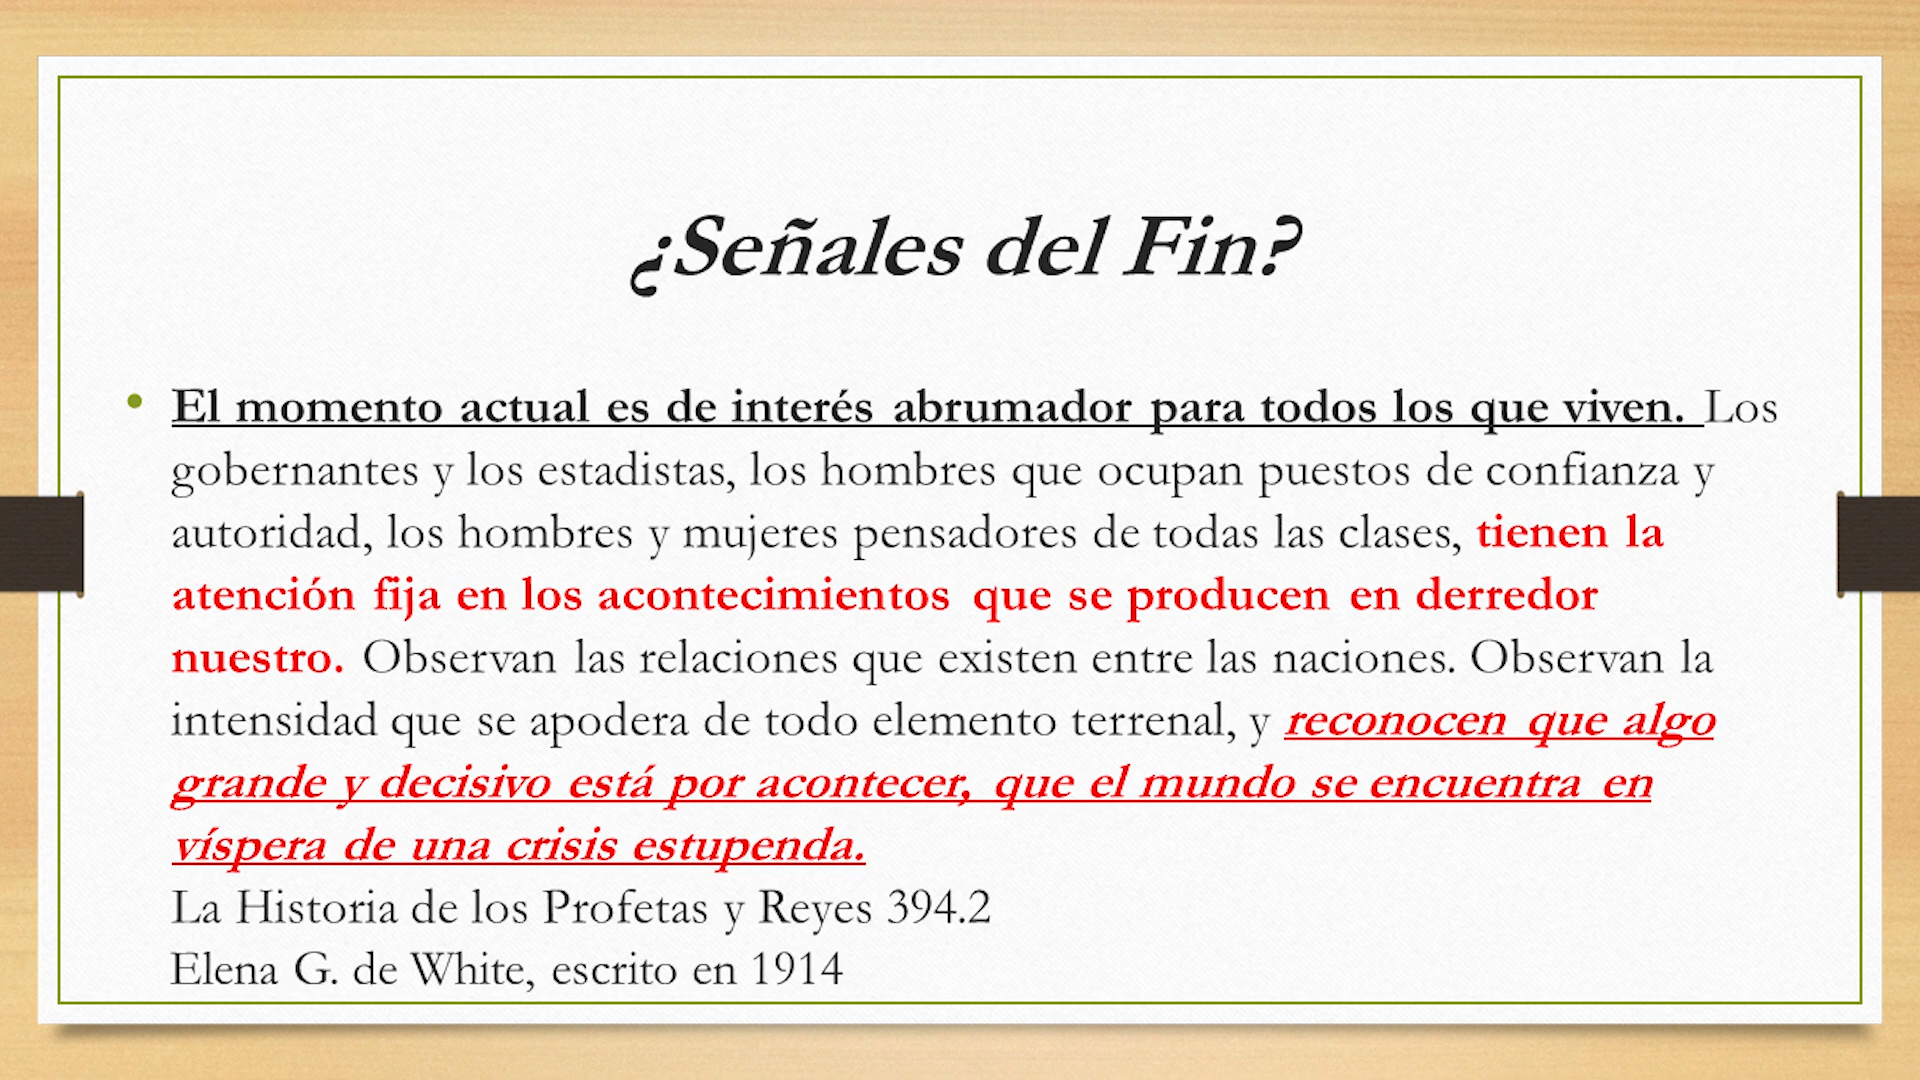 ¿Señales del Fin?
• El momento actual es de interés abrumador para todos los que viven. Los
gobernantes y los estadistas, los hombres que ocupan puestos de confianza y
autoridad, los hombres y mujeres pensadores de todas las clases, tienen la
atención fija en los acontecimientos que se producen en derredor
nuestro. Observan las relaciones que existen entre las naciones. Observan la
intensidad que se apodera de todo elemento terrenal, y reconocen que algo
grande y decisivo está por acontecer, que el mundo se encuentra en
víspera de una crisis estupenda.
La Historia de los Profetas y Reyes 394.2
Elena G. de White, escrito en 1914